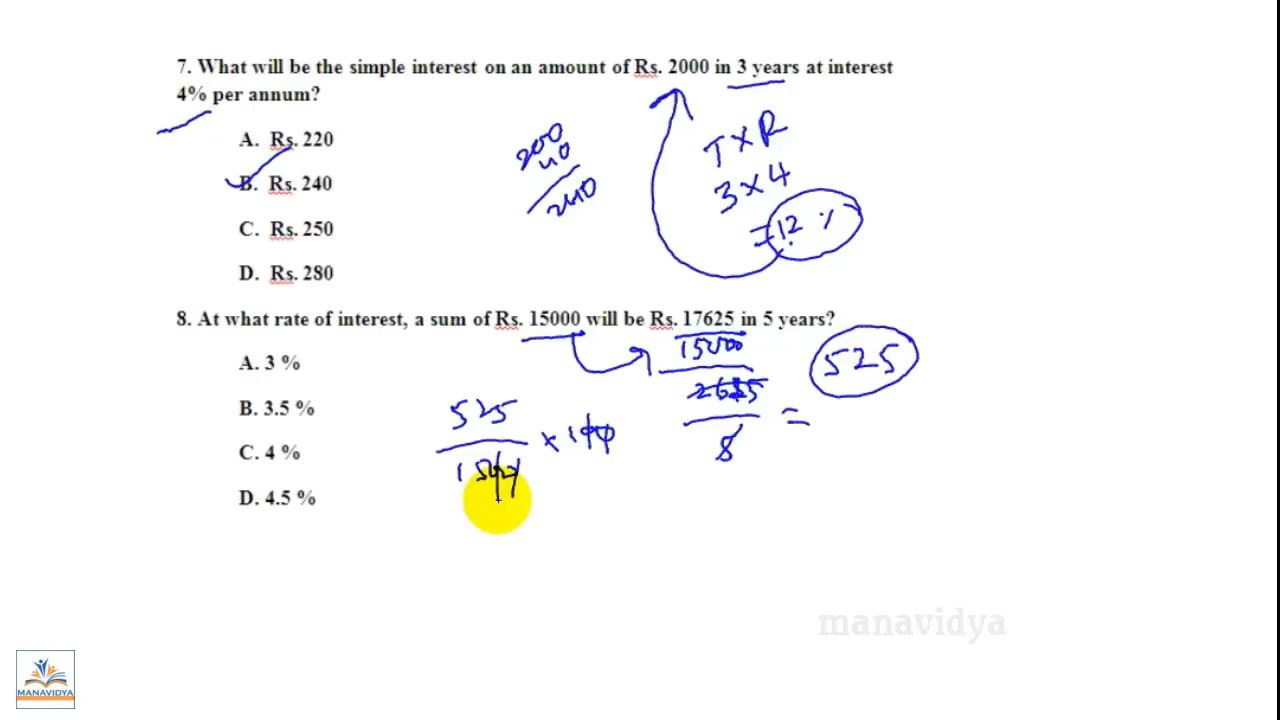 7. What will be the simple interest on an amount of Rs. 2000 in 3 years at interest
4% per annum?
A. Rs. 220
B. Rs. 240
C. Rs. 250
D. Rs. 280
200
40
240
T × R
3 × 4
= 12 %
8. At what rate of interest, a sum of Rs. 15000 will be Rs. 17625 in 5 years?
A. 3 %
B. 3.5 %
C. 4 %
D. 4.5 %
15000
2625
5
=
525
525
× 100
manavidya
MANAVIDYA